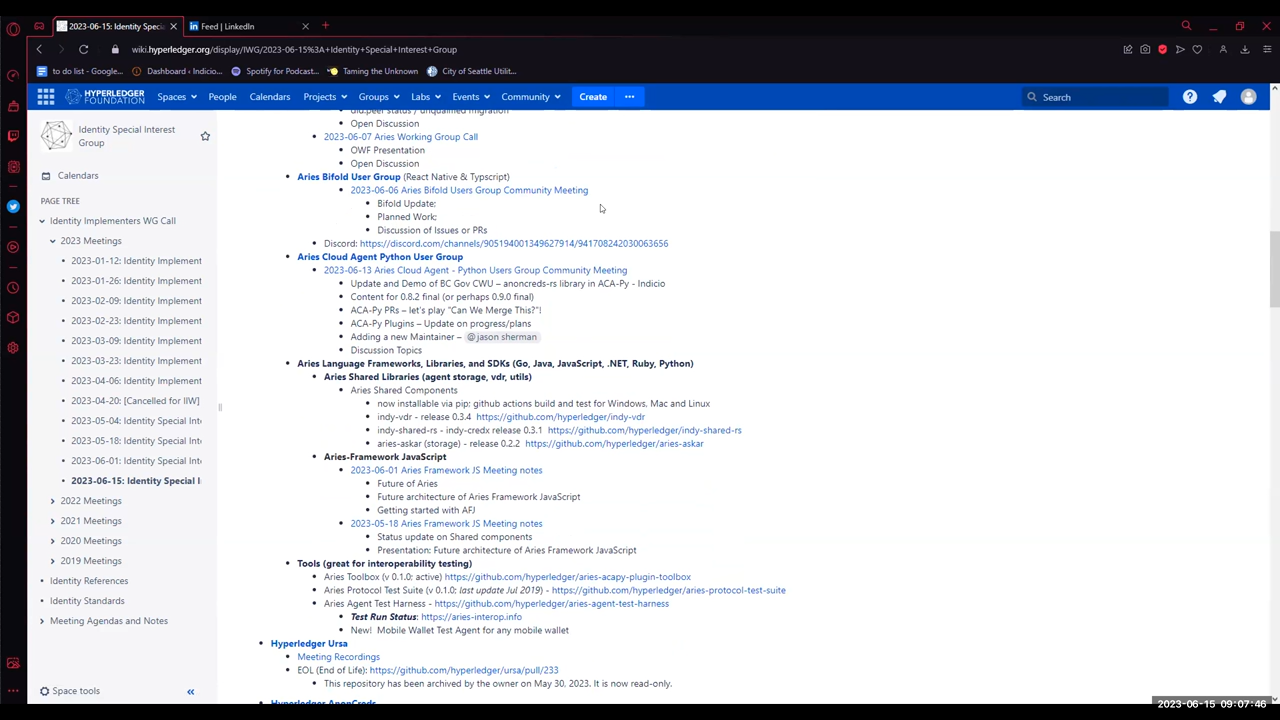 2023-06-15: Identity Speci
Feed | LinkedIn
wiki.hyperledger.org/display/IWG/2023-06-15%3A+Identity+Special+Interest+Group
to do list - Google...
Dashboard ‹ Indicio...
Spotify for Podcast...
Taming the Unknown
City of Seattle Utilit...
HYPERLEDGER FOUNDATION
Spaces
People
Calendars
Projects
Groups
Labs
Events
Community
Create
Search
Identity Special Interest
Group
Calendars
PAGE TREE
Identity Implementers WG Call
2023 Meetings
2023-01-12: Identity Implement
2023-01-26: Identity Implement
2023-02-09: Identity Implement
2023-02-23: Identity Implement
2023-03-09: Identity Implement
2023-03-23: Identity Implement
2023-04-06: Identity Implement
2023-04-20: [Cancelled for IIW]
2023-05-04: Identity Special Int
2023-05-18: Identity Special Int
2023-06-01: Identity Special Int
2023-06-15: Identity Special I
2022 Meetings
2021 Meetings
2020 Meetings
2019 Meetings
Identity References
Identity Standards
Meeting Agendas and Notes
Space tools
did:peer status / unqualified migration
Open Discussion
2023-06-07 Aries Working Group Call
OWF Presentation
Open Discussion
Aries Bifold User Group (React Native & Typscript)
2023-06-06 Aries Bifold Users Group Community Meeting
Bifold Update;
Planned Work;
Discussion of Issues or PRs
Discord: https://discord.com/channels/905194001349627914/941708242030063656
Aries Cloud Agent Python User Group
2023-06-13 Aries Cloud Agent - Python Users Group Community Meeting
Update and Demo of BC Gov CWU – anoncreds-rs library in ACA-Py - Indicio
Content for 0.8.2 final (or perhaps 0.9.0 final)
ACA-Py PRs – let's play "Can We Merge This?"!
ACA-Py Plugins – Update on progress/plans
Adding a new Maintainer – @jason sherman
Discussion Topics
Aries Language Frameworks, Libraries, and SDKs (Go, Java, JavaScript, .NET, Ruby, Python)
Aries Shared Libraries (agent storage, vdr, utils)
Aries Shared Components
now installable via pip: github actions build and test for Windows, Mac and Linux
indy-vdr - release 0.3.4 https://github.com/hyperledger/indy-vdr
indy-shared-rs - indy-credx release 0.3.1 https://github.com/hyperledger/indy-shared-rs
aries-askar (storage) - release 0.2.2 https://github.com/hyperledger/aries-askar
Aries-Framework JavaScript
2023-06-01 Aries Framework JS Meeting notes
Future of Aries
Future architecture of Aries Framework JavaScript
Getting started with AFJ
2023-05-18 Aries Framework JS Meeting notes
Status update on Shared components
Presentation: Future architecture of Aries Framework JavaScript
Tools (great for interoperability testing)
Aries Toolbox (v 0.1.0; active) https://github.com/hyperledger/aries-acapy-plugin-toolbox
Aries Protocol Test Suite (v 0.1.0; last update Jul 2019) - https://github.com/hyperledger/aries-protocol-test-suite
Aries Agent Test Harness - https://github.com/hyperledger/aries-agent-test-harness
Test Run Status: https://aries-interop.info
New! Mobile Wallet Test Agent for any mobile wallet
Hyperledger Ursa
Meeting Recordings
EOL (End of Life): https://github.com/hyperledger/ursa/pull/233
This repository has been archived by the owner on May 30, 2023. It is now read-only.
Hyperledger AnonCreds
2023-06-15 09:07:46